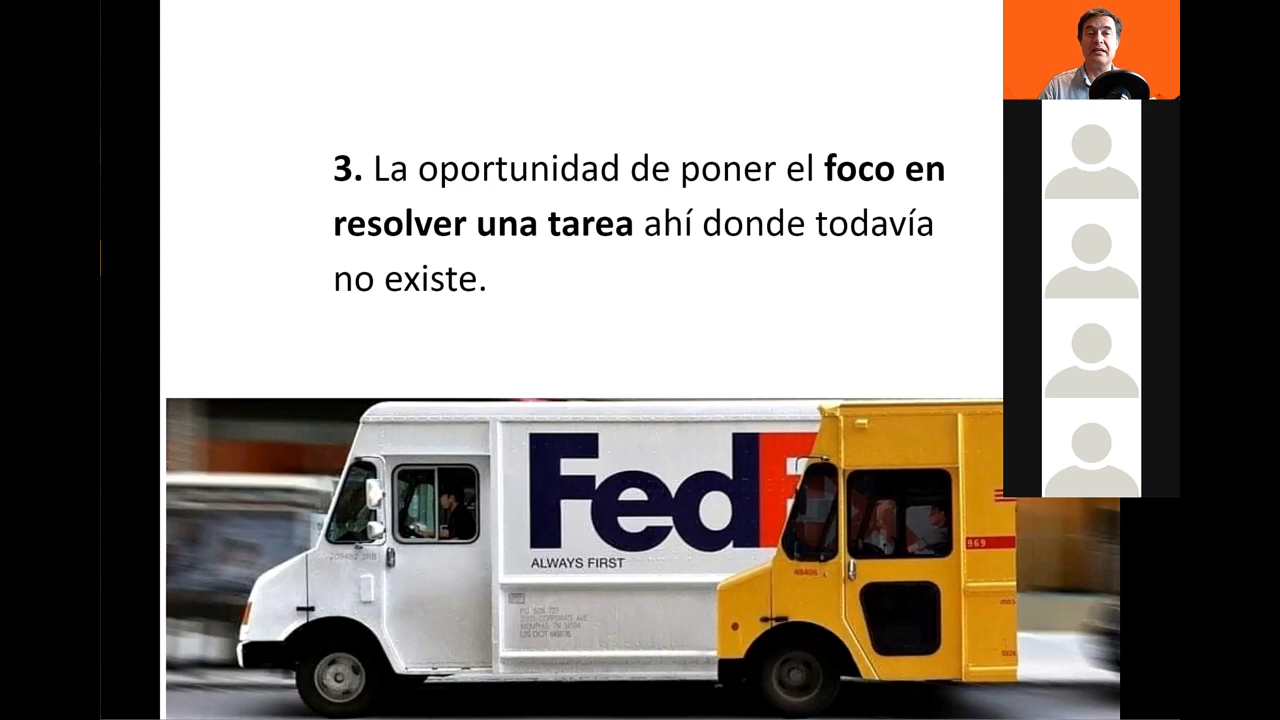 3. La oportunidad de poner el foco en
resolver una tarea ahí donde todavía
no existe.
FedE
ALWAYS FIRST
969